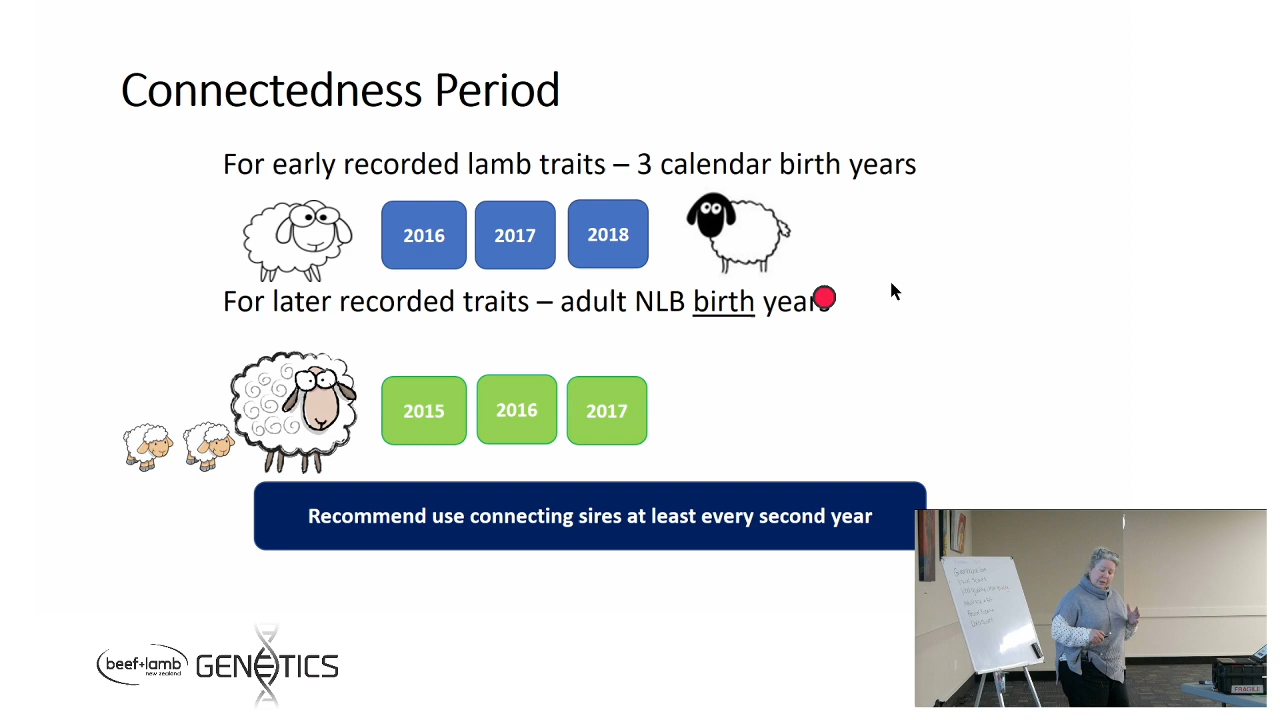 Connectedness Period
For early recorded lamb traits – 3 calendar birth years
2016 2017 2018
For later recorded traits – adult NLB birth years
2015 2016 2017
Recommend use connecting sires at least every second year
beef+lamb
new zealand
GENETICS
FRAGILE